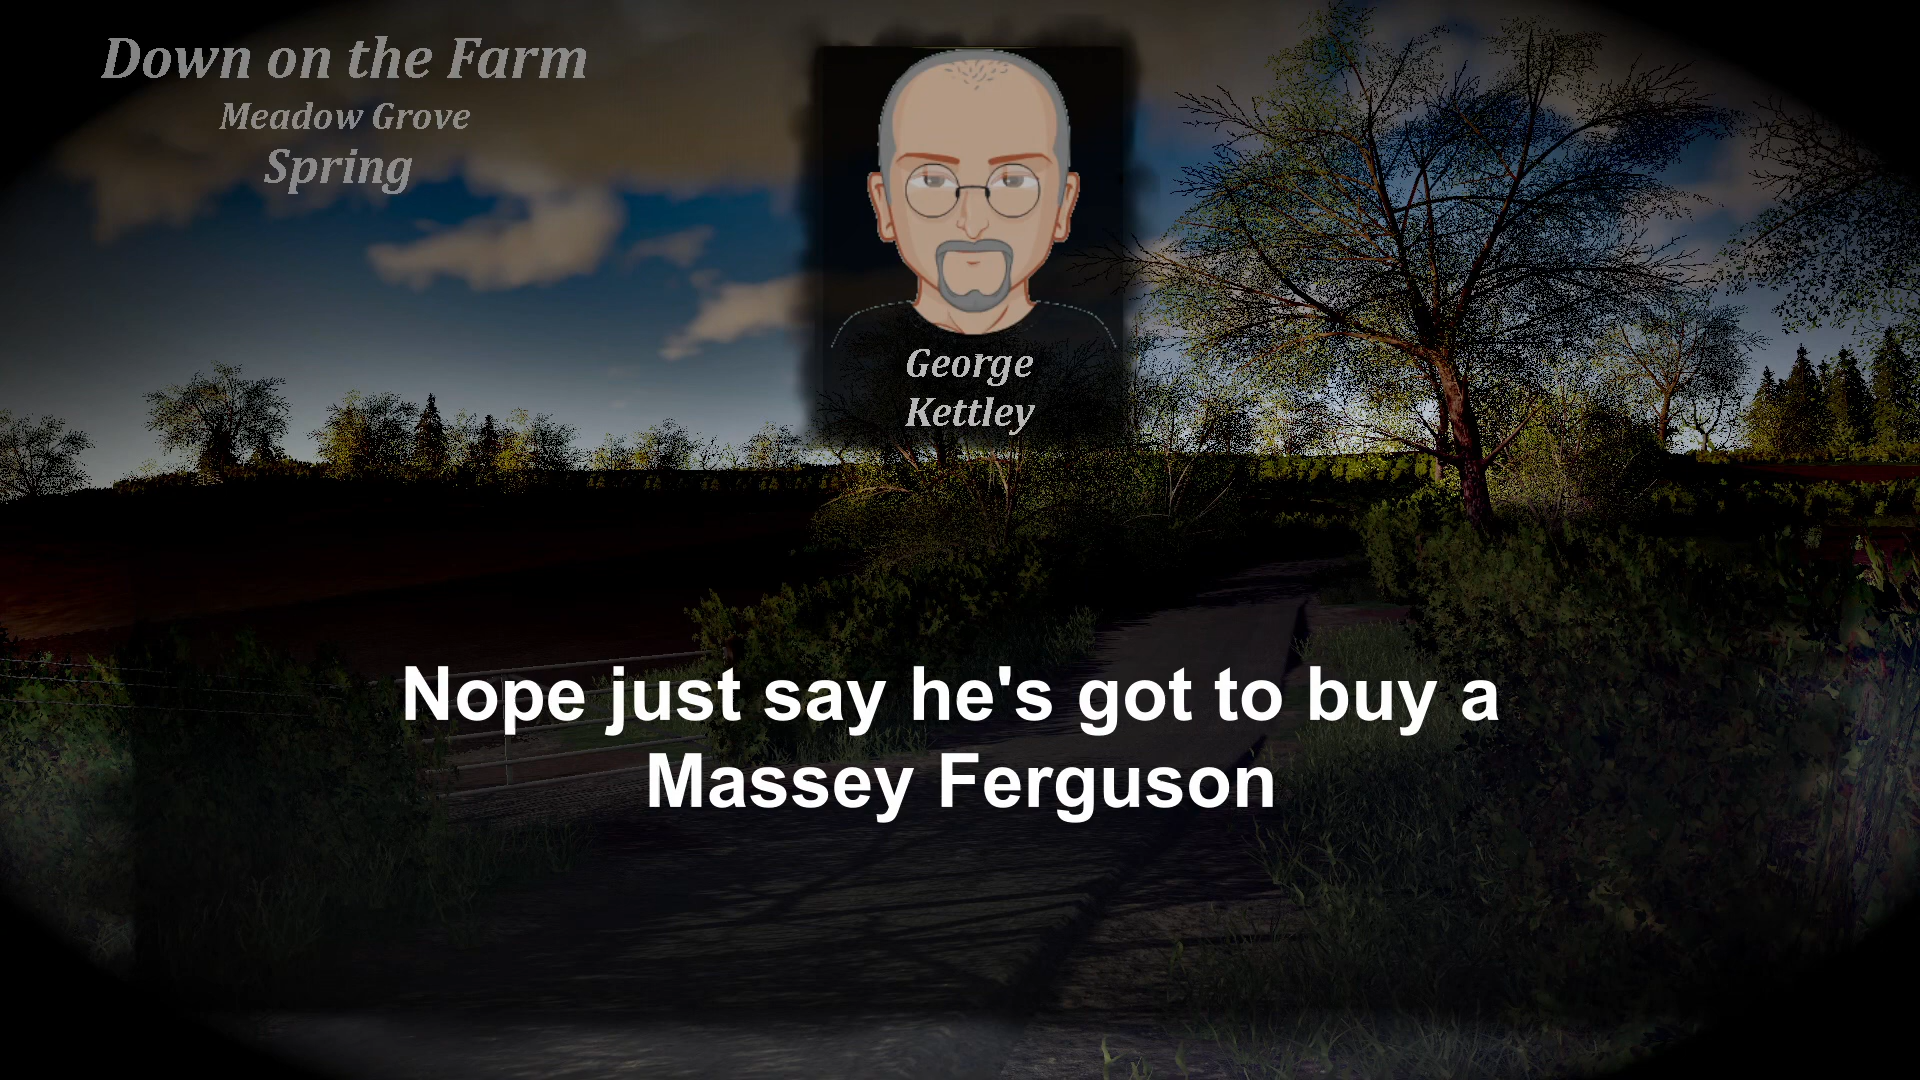 Down on the Farm
Meadow Grove
Spring
George
Kettley
Nope just say he's got to buy a
Massey Ferguson